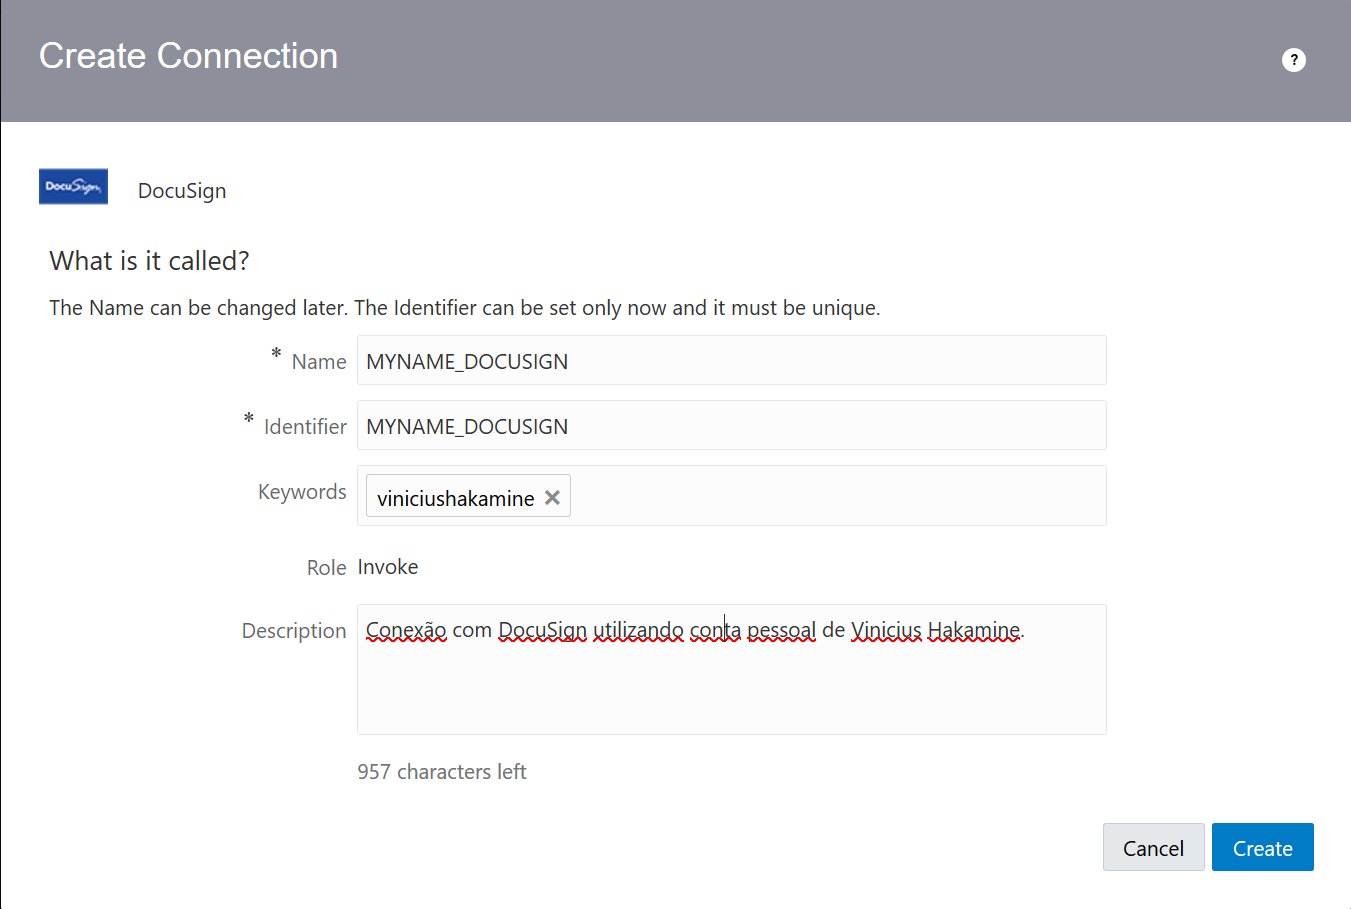 Create Connection
?
DocuSign
DocuSign
What is it called?
The Name can be changed later. The Identifier can be set only now and it must be unique.
* Name MYNAME_DOCUSIGN
* Identifier MYNAME_DOCUSIGN
Keywords viniciushakamine ×
Role Invoke
Description Conexão com DocuSign utilizando conta pessoal de Vinicius Hakamine.
957 characters left
Cancel Create